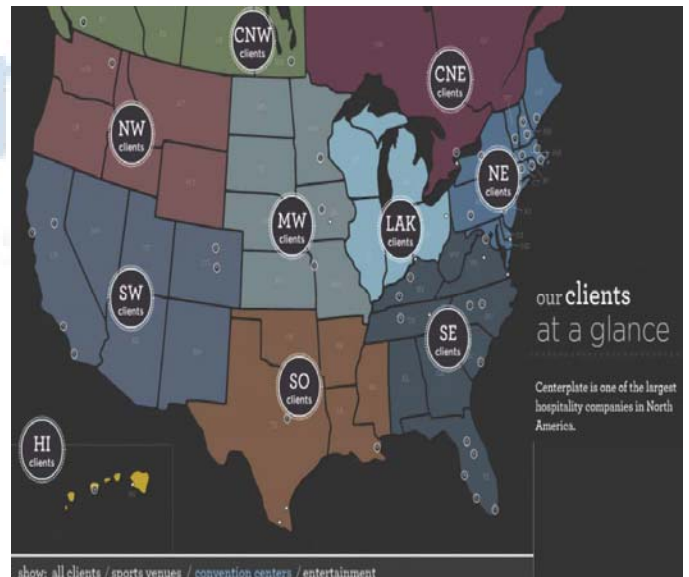 CNW
clients
CNE
clients
NW
clients
NE
clients
MW
clients
LAK
clients
SW
clients
SE
clients
SO
clients
HI
clients
our clients
at a glance
Centerplate is one of the largest
hospitality companies in North
America.
show: all clients / sports venues / convention centers / entertainment